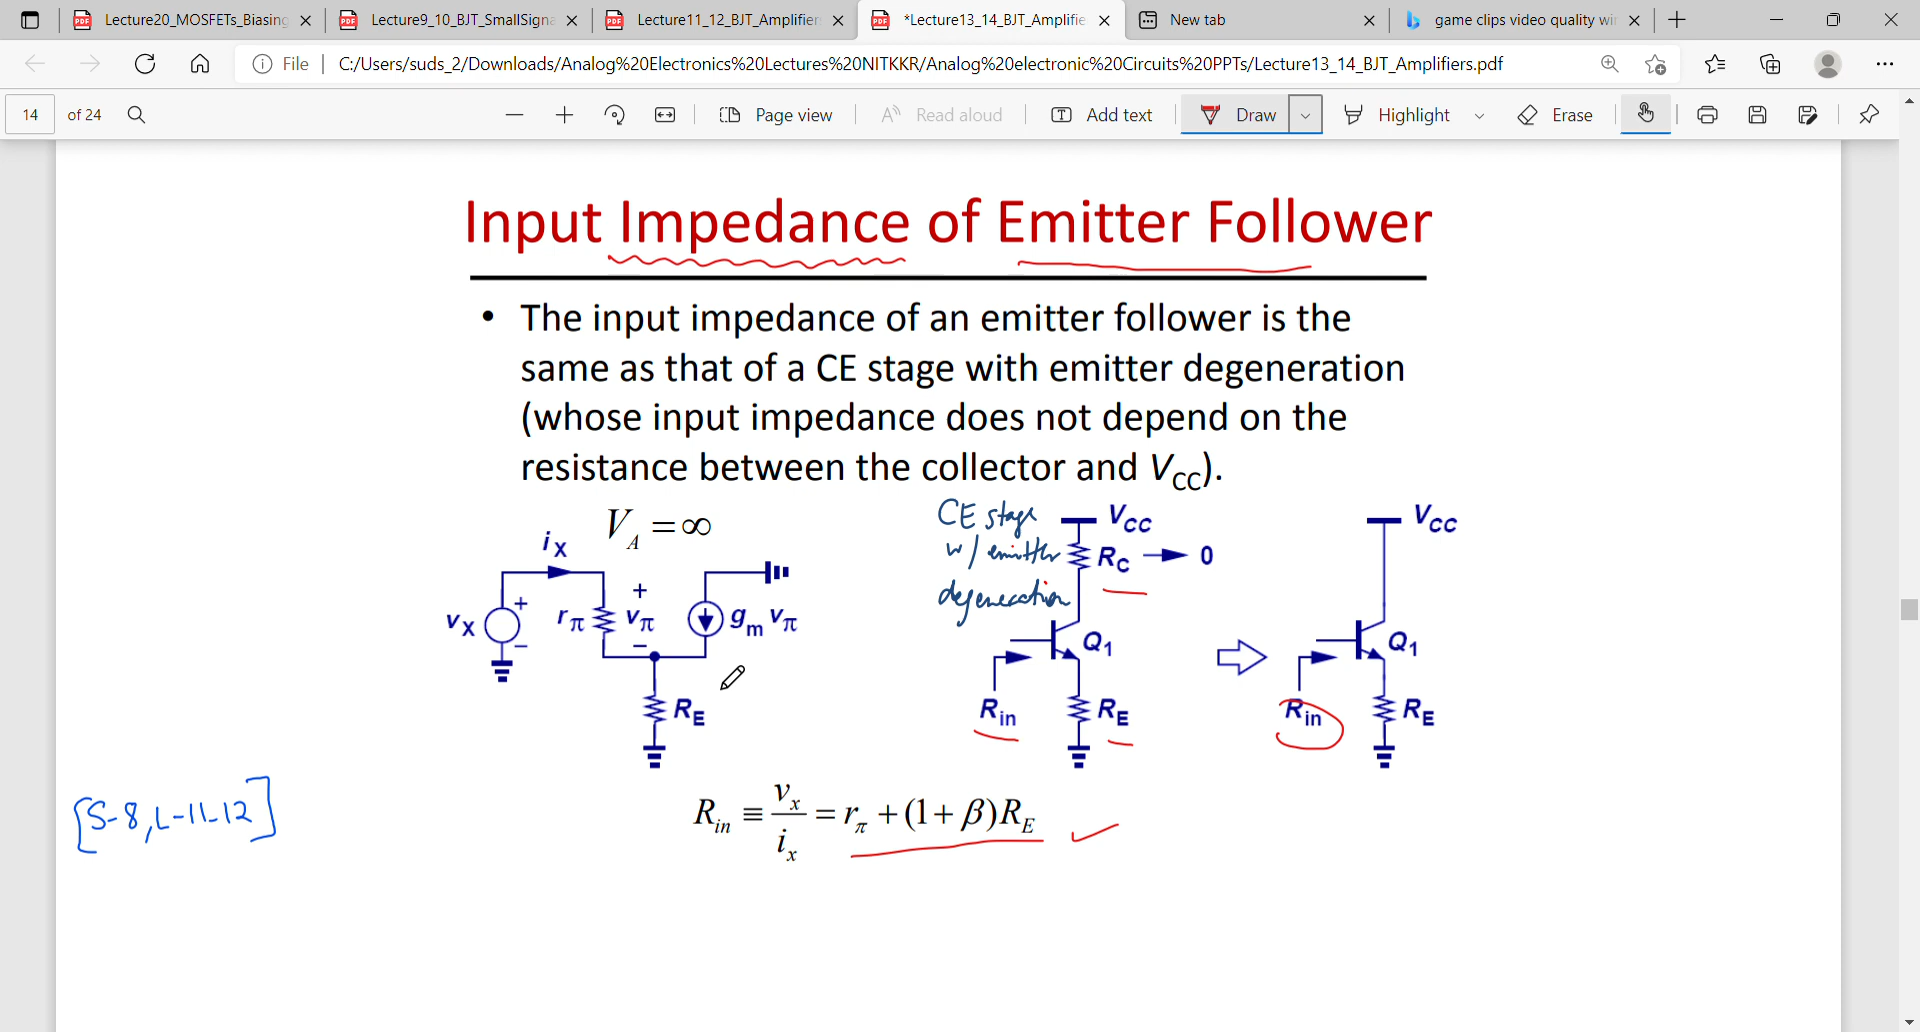 Lecture20_MOSFETs_Biasing
Lecture9_10_BJT_SmallSigna
Lecture11_12_BJT_Amplifier
*Lecture13_14_BJT_Amplifie
New tab
game clips video quality win
File
C:/Users/suds_2/Downloads/Analog%20Electronics%20Lectures%20NITKKR/Analog%20electronic%20Circuits%20PPTs/Lecture13_14_BJT_Amplifiers.pdf
14 of 24
Page view
Read aloud
Add text
Draw
Highlight
Erase
Input Impedance of Emitter Follower
• The input impedance of an emitter follower is the
same as that of a CE stage with emitter degeneration
(whose input impedance does not depend on the
resistance between the collector and VCC).
VA = ∞
iX
vX
+
−
rπ
+
vπ
−
gm vπ
RE
CE stage
w/ emitter
degeneration
VCC
RC → 0
Q1
Rin
RE
VCC
Q1
Rin
RE
[S-8, L-11-12]
Rin ≡ vx/ix = rπ + (1 + β)RE